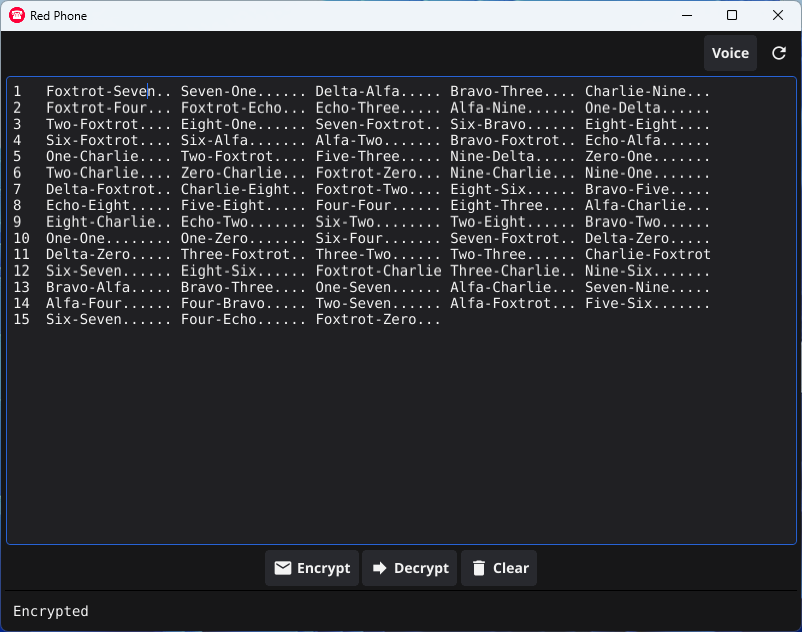 Red Phone
Voice
1 Foxtrot-Seven.. Seven-One...... Delta-Alfa..... Bravo-Three.... Charlie-Nine...
2 Foxtrot-Four... Foxtrot-Echo... Echo-Three..... Alfa-Nine...... One-Delta......
3 Two-Foxtrot.... Eight-One...... Seven-Foxtrot.. Six-Bravo...... Eight-Eight....
4 Six-Foxtrot.... Six-Alfa....... Alfa-Two....... Bravo-Foxtrot.. Echo-Alfa......
5 One-Charlie.... Two-Foxtrot.... Five-Three..... Nine-Delta..... Zero-One.......
6 Two-Charlie.... Zero-Charlie... Foxtrot-Zero... Nine-Charlie... Nine-One.......
7 Delta-Foxtrot.. Charlie-Eight.. Foxtrot-Two.... Eight-Six...... Bravo-Five.....
8 Echo-Eight..... Five-Eight..... Four-Four...... Eight-Three.... Alfa-Charlie...
9 Eight-Charlie.. Echo-Two....... Six-Two........ Two-Eight...... Bravo-Two......
10 One-One........ One-Zero....... Six-Four....... Seven-Foxtrot.. Delta-Zero.....
11 Delta-Zero..... Three-Foxtrot.. Three-Two...... Two-Three...... Charlie-Foxtrot
12 Six-Seven...... Eight-Six...... Foxtrot-Charlie Three-Charlie.. Nine-Six.......
13 Bravo-Alfa..... Bravo-Three.... One-Seven...... Alfa-Charlie... Seven-Nine.....
14 Alfa-Four...... Four-Bravo..... Two-Seven...... Alfa-Foxtrot... Five-Six.......
15 Six-Seven...... Four-Echo...... Foxtrot-Zero...
Encrypt Decrypt Clear
Encrypted